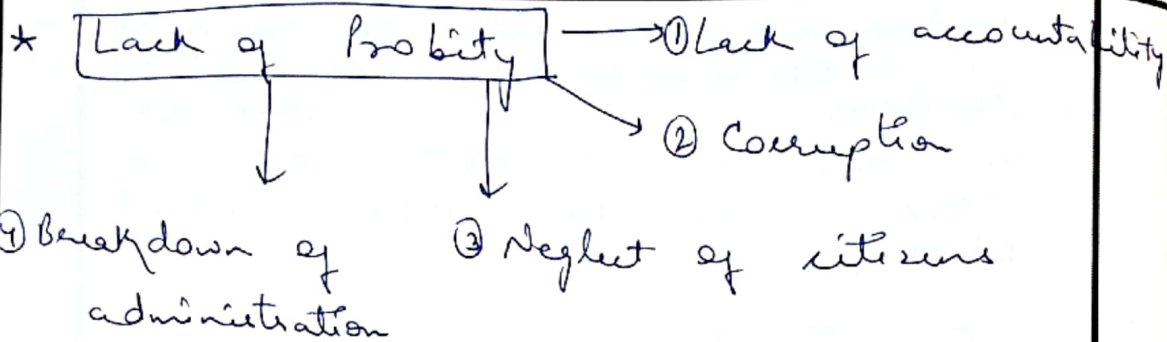 * Lack of Probity → ① Lack of accountability
② Corruption
④ Breakdown of
administration
③ Neglect of citizens